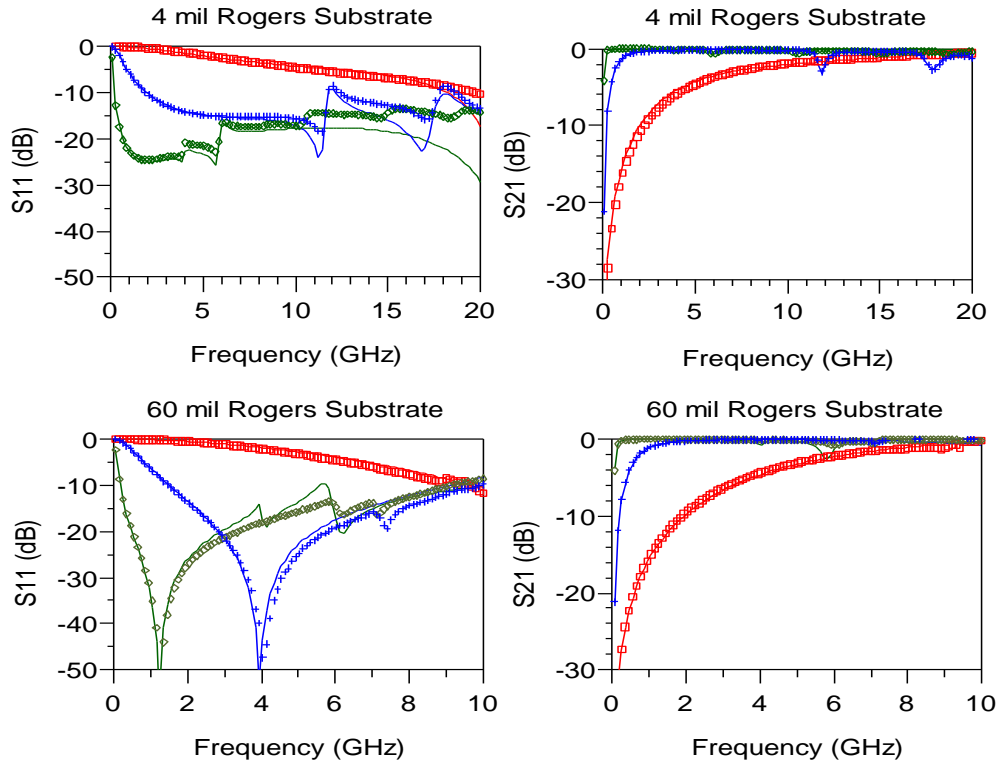 4 mil Rogers Substrate
S11 (dB)
0
-10
-20
-30
-40
-50
0 5 10 15 20
Frequency (GHz)
4 mil Rogers Substrate
S21 (dB)
0
-10
-20
-30
0 5 10 15 20
Frequency (GHz)
60 mil Rogers Substrate
S11 (dB)
0
-10
-20
-30
-40
-50
0 2 4 6 8 10
Frequency (GHz)
60 mil Rogers Substrate
S21 (dB)
0
-10
-20
-30
0 2 4 6 8 10
Frequency (GHz)